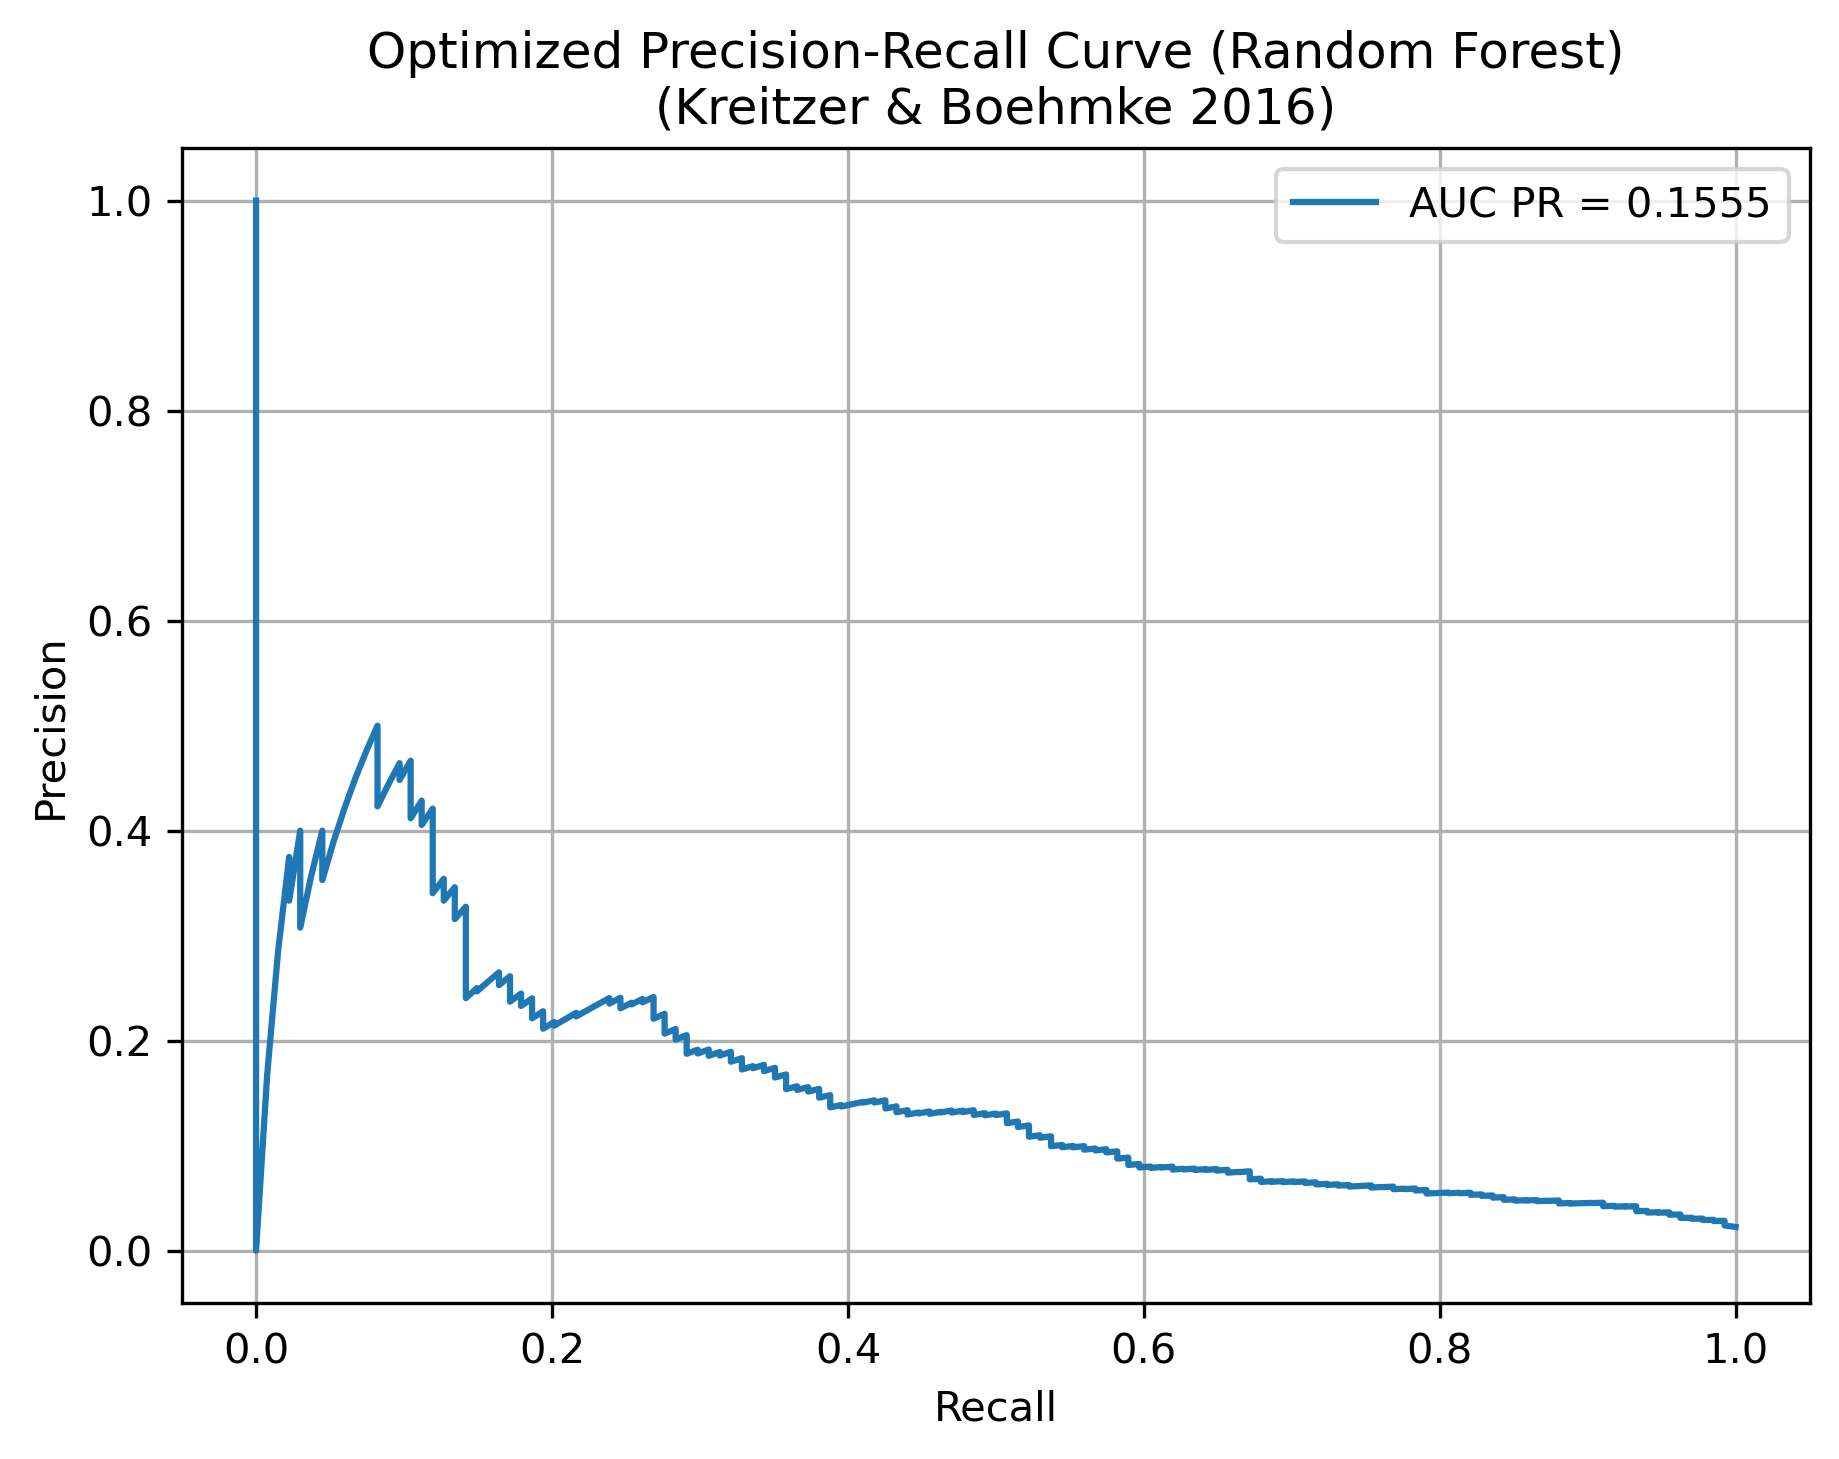 Optimized Precision-Recall Curve (Random Forest)
(Kreitzer & Boehmke 2016)
AUC PR = 0.1555
Precision
1.0
0.8
0.6
0.4
0.2
0.0
0.0 0.2 0.4 0.6 0.8 1.0
Recall